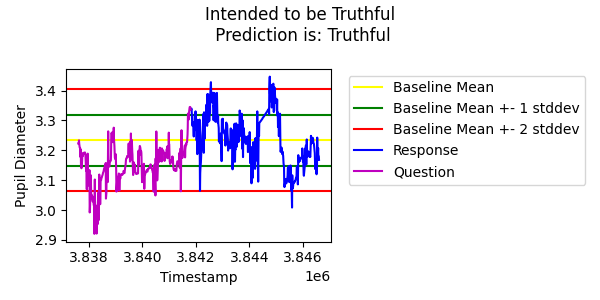 Intended to be Truthful
Prediction is: Truthful
Pupil Diameter
3.4
3.3
3.2
3.1
3.0
2.9
3.838 3.840 3.842 3.844 3.846
1e6
Timestamp
Baseline Mean
Baseline Mean +- 1 stddev
Baseline Mean +- 2 stddev
Response
Question